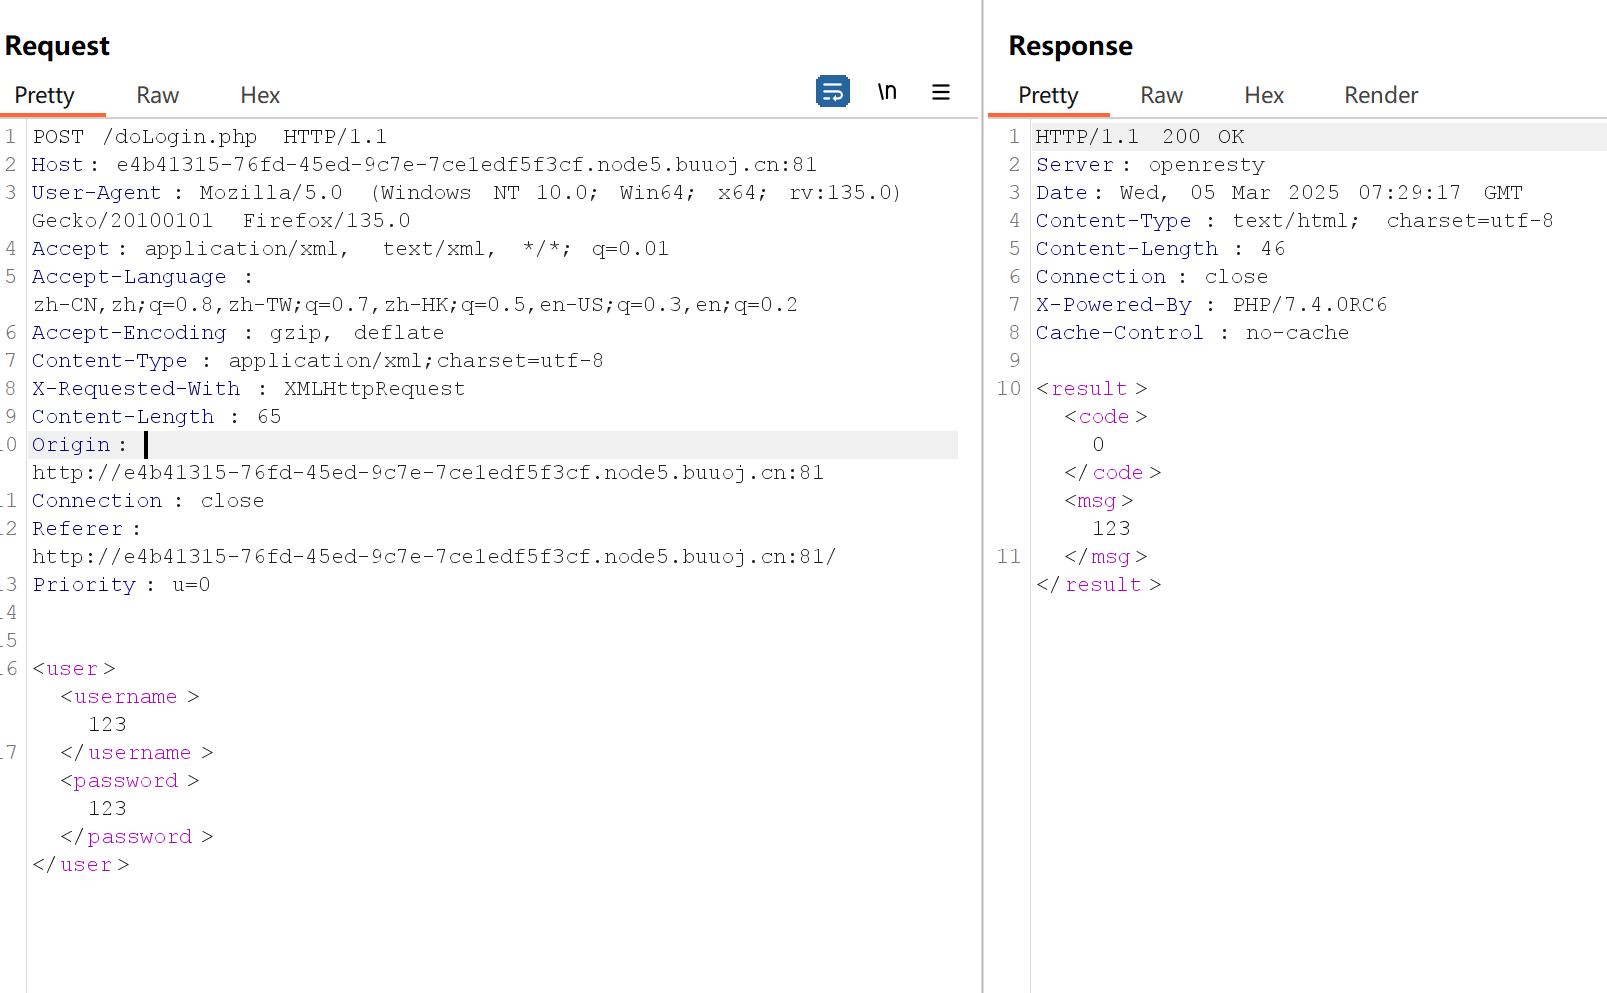 Request
Pretty Raw Hex \n
1 POST /doLogin.php HTTP/1.1
2 Host: e4b41315-76fd-45ed-9c7e-7ce1edf5f3cf.node5.buuoj.cn:81
3 User-Agent : Mozilla/5.0 (Windows NT 10.0; Win64; x64; rv:135.0)
Gecko/20100101 Firefox/135.0
4 Accept : application/xml, text/xml, */*; q=0.01
5 Accept-Language :
zh-CN,zh;q=0.8,zh-TW;q=0.7,zh-HK;q=0.5,en-US;q=0.3,en;q=0.2
6 Accept-Encoding : gzip, deflate
7 Content-Type : application/xml;charset=utf-8
8 X-Requested-With : XMLHttpRequest
9 Content-Length : 65
10 Origin :
http://e4b41315-76fd-45ed-9c7e-7ce1edf5f3cf.node5.buuoj.cn:81
11 Connection : close
12 Referer :
http://e4b41315-76fd-45ed-9c7e-7ce1edf5f3cf.node5.buuoj.cn:81/
13 Priority : u=0
14
15
16 <user>
<username >
123
17 </username >
<password >
123
</password >
</user>
Response
Pretty Raw Hex Render
1 HTTP/1.1 200 OK
2 Server : openresty
3 Date: Wed, 05 Mar 2025 07:29:17 GMT
4 Content-Type : text/html; charset=utf-8
5 Content-Length : 46
6 Connection : close
7 X-Powered-By : PHP/7.4.0RC6
8 Cache-Control : no-cache
9
10 <result >
<code >
0
</code >
<msg>
123
11 </msg>
</result >